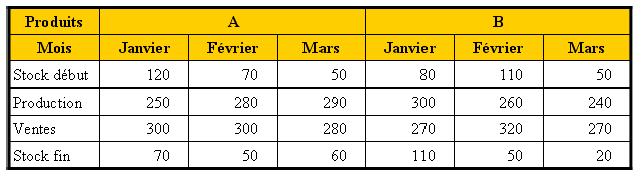 Produits A B
Mois Janvier Février Mars Janvier Février Mars
Stock début 120 70 50 80 110 50
Production 250 280 290 300 260 240
Ventes 300 300 280 270 320 270
Stock fin 70 50 60 110 50 20